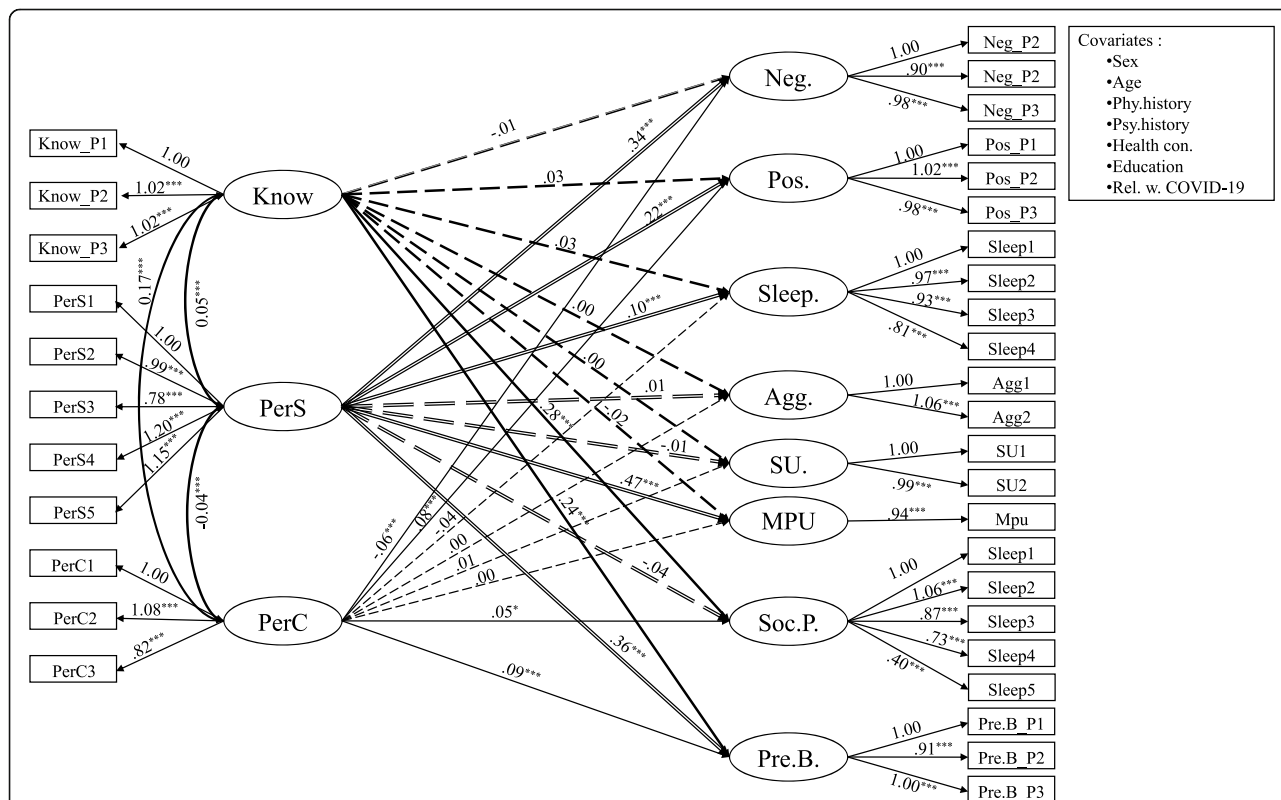 Know_P1
Know_P2
Know_P3
PerS1
PerS2
PerS3
PerS4
PerS5
PerC1
PerC2
PerC3
1.00
1.02***
1.02***
1.00
.99***
.78***
1.20***
1.15***
1.00
1.08***
.82***
0.17***
0.05***
-0.04***
Know
PerS
PerC
-.01
.34***
.03
.22***
.03
.10***
.00
.00
-.02
.28***
.01
-.01
.47***
.24***
-.04
.36***
-.06***
.08***
-.04
.00
.01
.00
.05*
.09***
Neg.
Pos.
Sleep.
Agg.
SU.
MPU
Soc.P.
Pre.B.
1.00
.90***
.98***
1.00
1.02***
.98***
1.00
.97***
.93***
.81***
1.00
1.06***
1.00
.99***
.94***
1.00
1.06***
.87***
.73***
.40***
1.00
.91***
1.00***
Neg_P2
Neg_P2
Neg_P3
Pos_P1
Pos_P2
Pos_P3
Sleep1
Sleep2
Sleep3
Sleep4
Agg1
Agg2
SU1
SU2
Mpu
Sleep1
Sleep2
Sleep3
Sleep4
Sleep5
Pre.B_P1
Pre.B_P2
Pre.B_P3
Covariates :
•Sex
•Age
•Phy.history
•Psy.history
•Health con.
•Education
•Rel. w. COVID-19